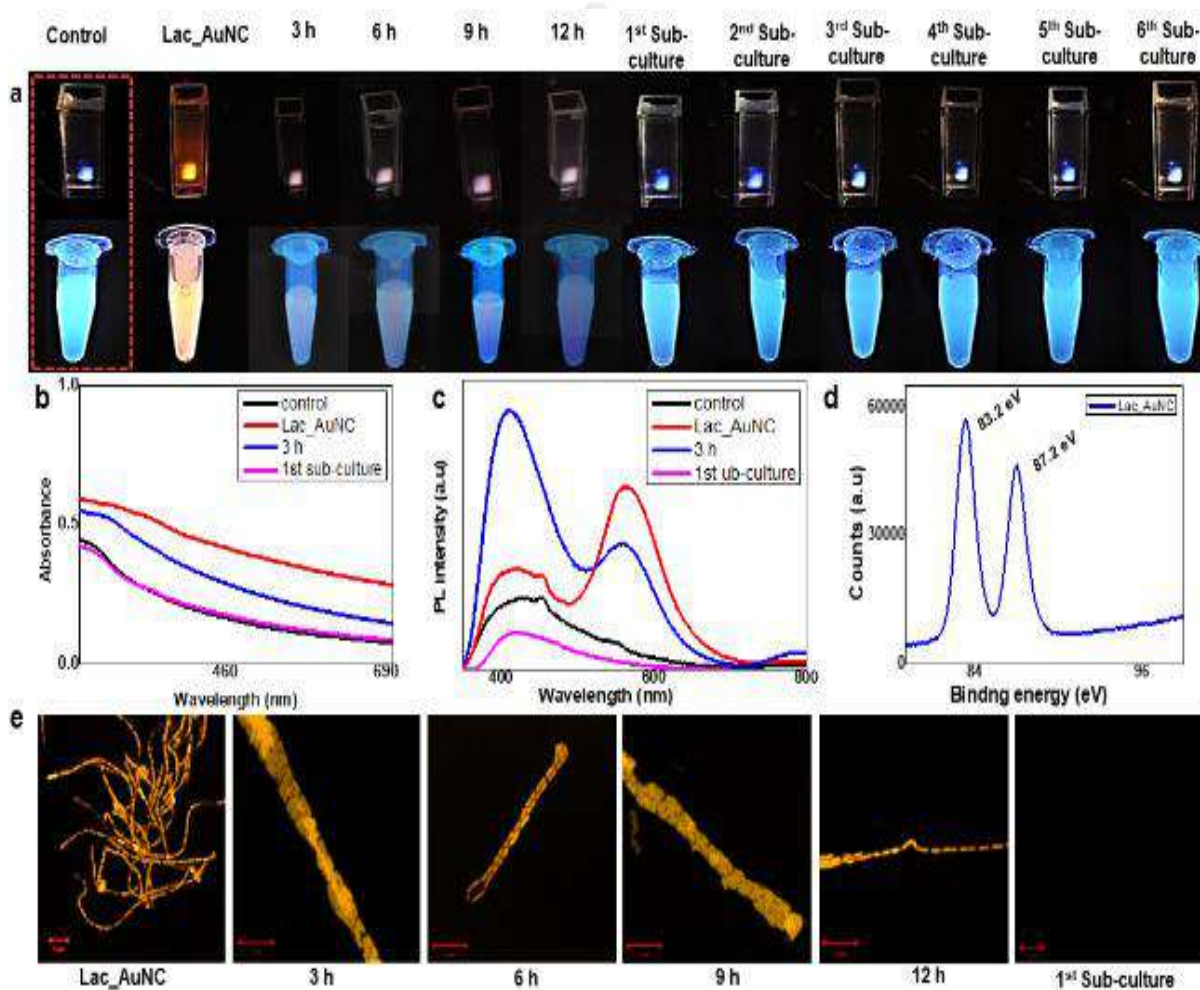 Control Lac_AuNC 3 h 6 h 9 h 12 h 1st Sub-culture 2nd Sub-culture 3rd Sub-culture 4th Sub-culture 5th Sub-culture 6th Sub-culture
a
b
1.0
0.5
0.0
Absorbance
control
Lac_AuNC
3 h
1st sub-culture
460 690
Wavelength (nm)
c
PL intensity (a.u)
control
Lac_AuNC
3 h
1st ub-culture
400 600 800
Wavelength (nm)
d
60000
30000
0
Counts (a.u)
Lac_AuNC
83.2 eV
87.2 eV
84 96
Bindng energy (eV)
e
Lac_AuNC 3 h 6 h 9 h 12 h 1st Sub-culture